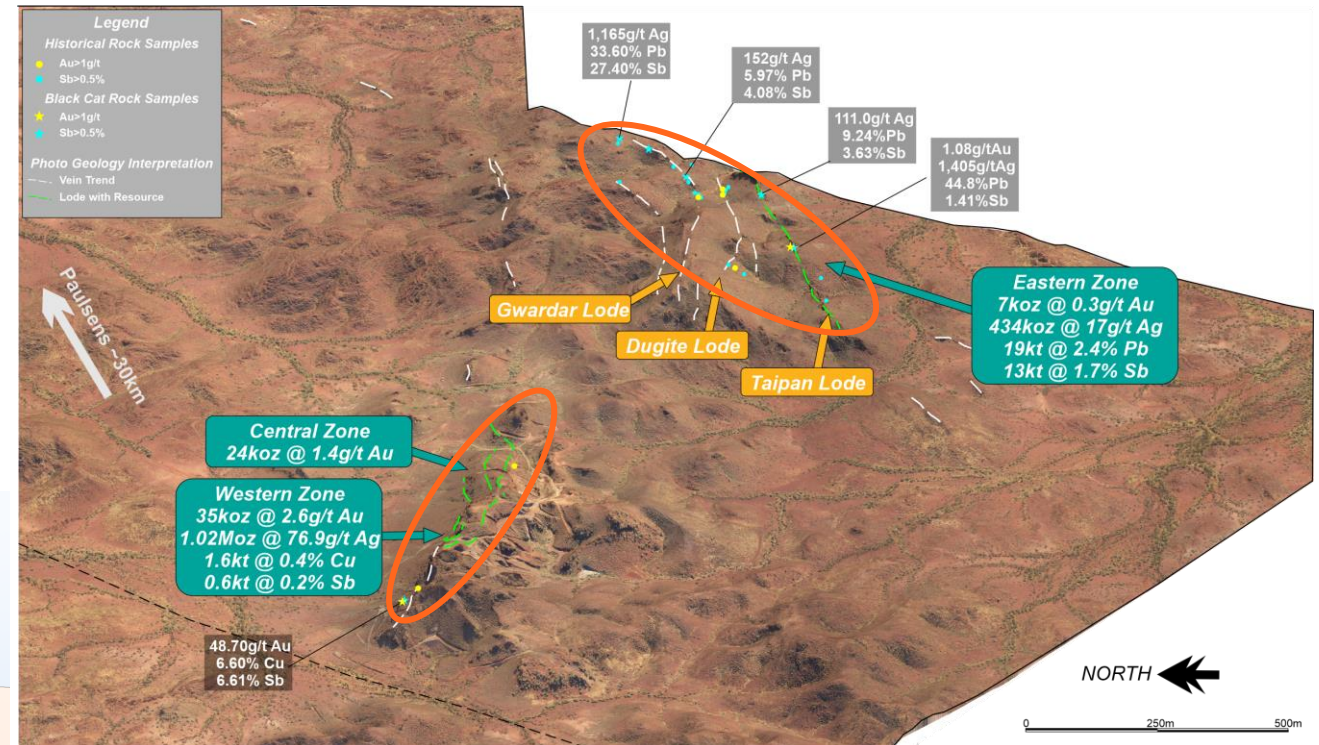 Legend
Historical Rock Samples
Au>1g/t
Sb>0.5%
Black Cat Rock Samples
Au>1g/t
Sb>0.5%
Photo Geology Interpretation
Vein Trend
Lode with Resource
Paulsens ~30km
1,165g/t Ag
33.60% Pb
27.40% Sb
152g/t Ag
5.97% Pb
4.08% Sb
111.0g/t Ag
9.24%Pb
3.63%Sb
1.08g/tAu
1,405g/tAg
44.8%Pb
1.41%Sb
Gwardar Lode
Dugite Lode
Taipan Lode
Eastern Zone
7koz @ 0.3g/t Au
434koz @ 17g/t Ag
19kt @ 2.4% Pb
13kt @ 1.7% Sb
Central Zone
24koz @ 1.4g/t Au
Western Zone
35koz @ 2.6g/t Au
1.02Moz @ 76.9g/t Ag
1.6kt @ 0.4% Cu
0.6kt @ 0.2% Sb
48.70g/t Au
6.60% Cu
6.61% Sb
NORTH
0 250m 500m